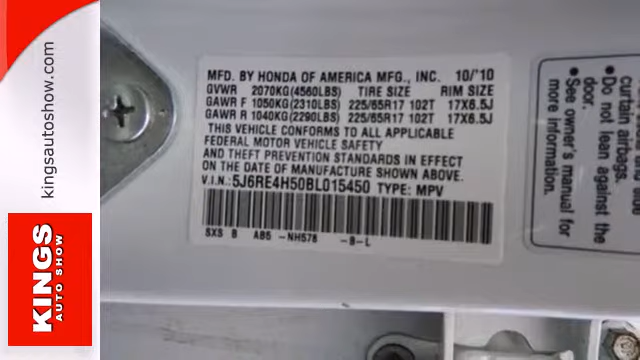 MFD. BY HONDA OF AMERICA MFG., INC. 10/'10
GVWR 2070KG(4560LBS) TIRE SIZE RIM SIZE
GAWR F 1050KG(2310LBS) 225/65R17 102T 17X6.5J
GAWR R 1040KG(2290LBS) 225/65R17 102T 17X6.5J
THIS VEHICLE CONFORMS TO ALL APPLICABLE
FEDERAL MOTOR VEHICLE SAFETY
AND THEFT PREVENTION STANDARDS IN EFFECT
ON THE DATE OF MANUFACTURE SHOWN ABOVE.
V.I.N.:5J6RE4H50BL015450 TYPE: MPV
SXS B AB5 -NH578 -B-L
curtain airbags.
• Do not lean against the
door.
• See owner's manual for
more information.
kingsautoshow.com
KINGS
AUTO SHOW